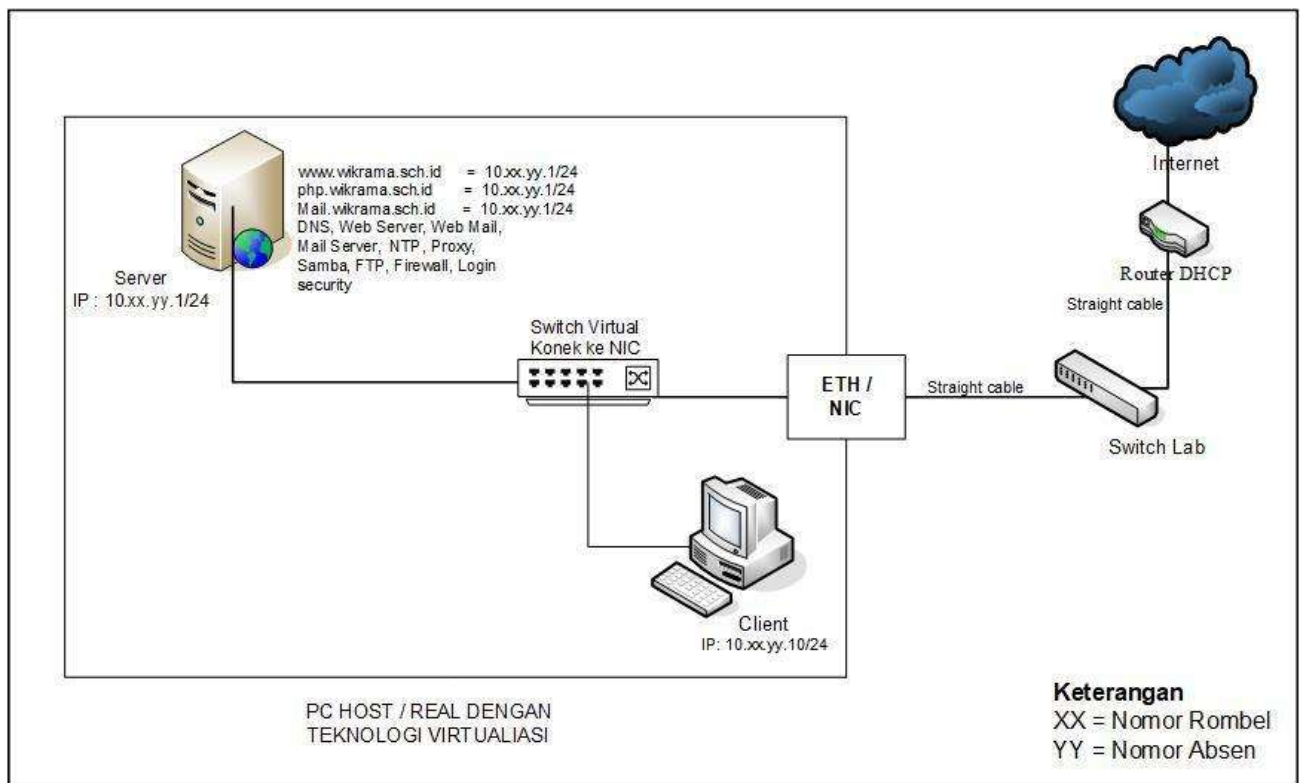 www.wikrama.sch.id = 10.xx.yy.1/24
php.wikrama.sch.id = 10.xx.yy.1/24
Mail.wikrama.sch.id = 10.xx.yy.1/24
DNS, Web Server, Web Mail,
Mail Server, NTP, Proxy,
Samba, FTP, Firewall, Login
security
Server
IP : 10.xx.yy.1/24
Switch Virtual
Konek ke NIC
ETH /
NIC
Straight cable
Internet
Router DHCP
Straight cable
Switch Lab
Client
IP: 10.xx.yy.10/24
PC HOST / REAL DENGAN
TEKNOLOGI VIRTUALIASI
Keterangan
XX = Nomor Rombel
YY = Nomor Absen